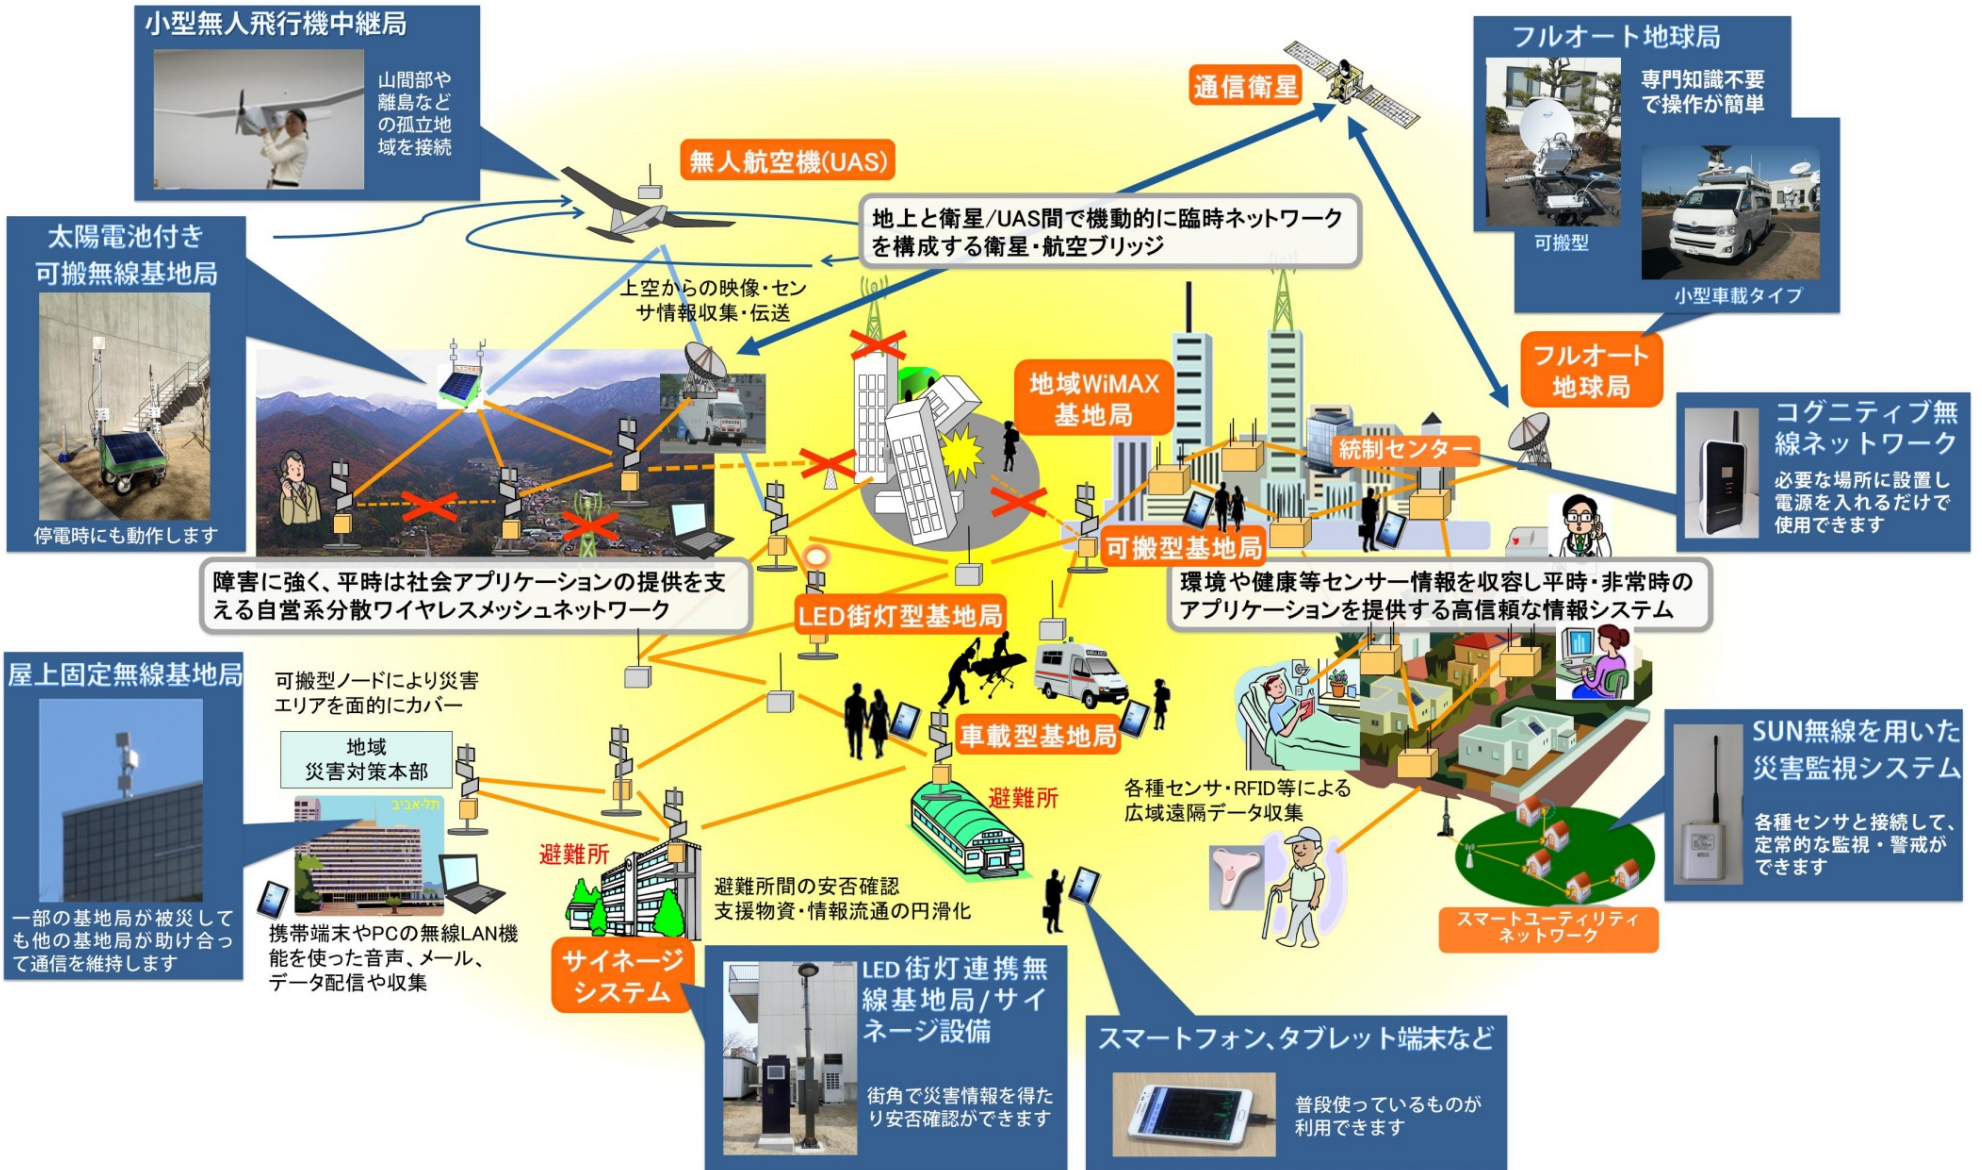 小型無人飛行機中継局
山間部や
離島など
の孤立地
域を接続
通信衛星
フルオート地球局
専門知識不要
で操作が簡単
可搬型
小型車載タイプ
無人航空機(UAS)
地上と衛星/UAS間で機動的に臨時ネットワーク
を構成する衛星・航空ブリッジ
太陽電池付き
可搬無線基地局
停電時にも動作します
上空からの映像・セン
サ情報収集・伝送
地域WiMAX
基地局
フルオート
地球局
統制センター
コグニティブ無
線ネットワーク
必要な場所に設置し
電源を入れるだけで
使用できます
可搬型基地局
障害に強く、平時は社会アプリケーションの提供を支
える自営系分散ワイヤレスメッシュネットワーク
LED街灯型基地局
環境や健康等センサー情報を収容し平時・非常時の
アプリケーションを提供する高信頼な情報システム
屋上固定無線基地局
一部の基地局が被災して
も他の基地局が助け合っ
て通信を維持します
可搬型ノードにより災害
エリアを面的にカバー
地域
災害対策本部
תל-אביב
携帯端末やPCの無線LAN機
能を使った音声、メール、
データ配信や収集
車載型基地局
AMBULANCE
避難所
避難所
避難所間の安否確認
支援物資・情報流通の円滑化
各種センサ・RFID等による
広域遠隔データ収集
SUN無線を用いた
災害監視システム
各種センサと接続して、
定常的な監視・警戒が
できます
スマートユーティリティ
ネットワーク
サイネージ
システム
LED街灯連携無
線基地局/サイ
ネージ設備
街角で災害情報を得た
り安否確認ができます
スマートフォン、タブレット端末など
普段使っているものが
利用できます